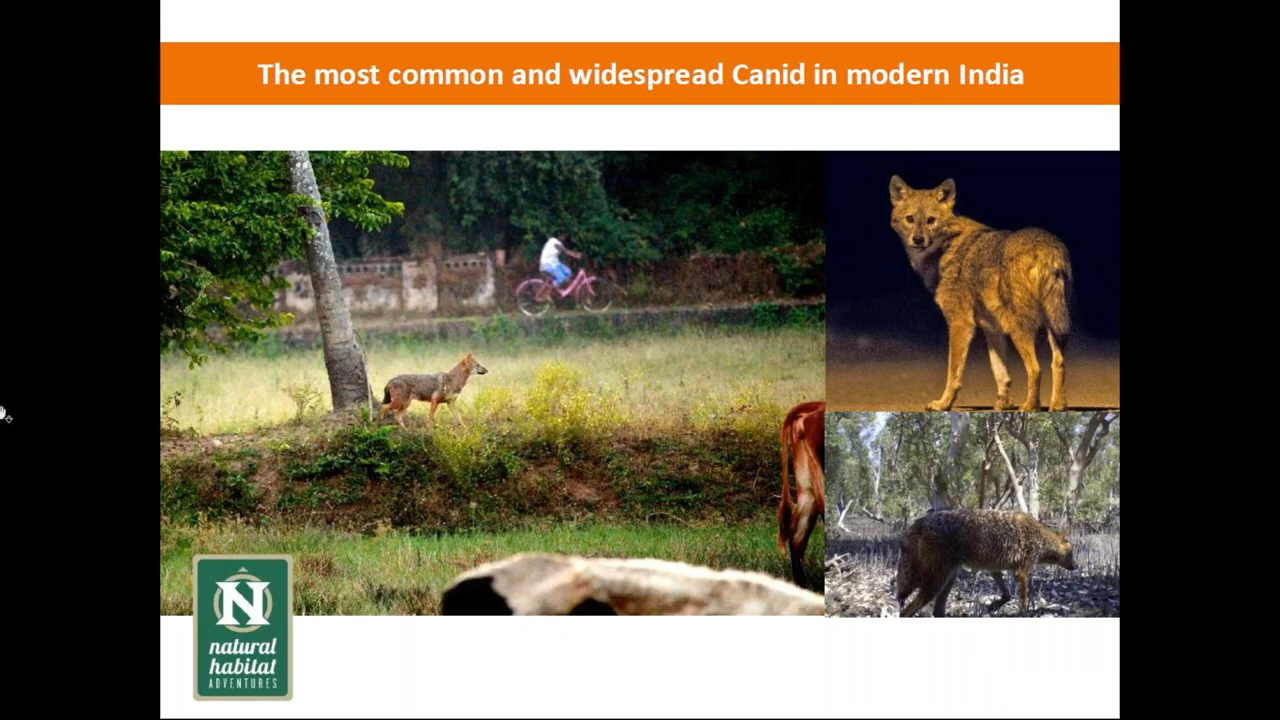 The most common and widespread Canid in modern India
N
natural
habitat
ADVENTURES